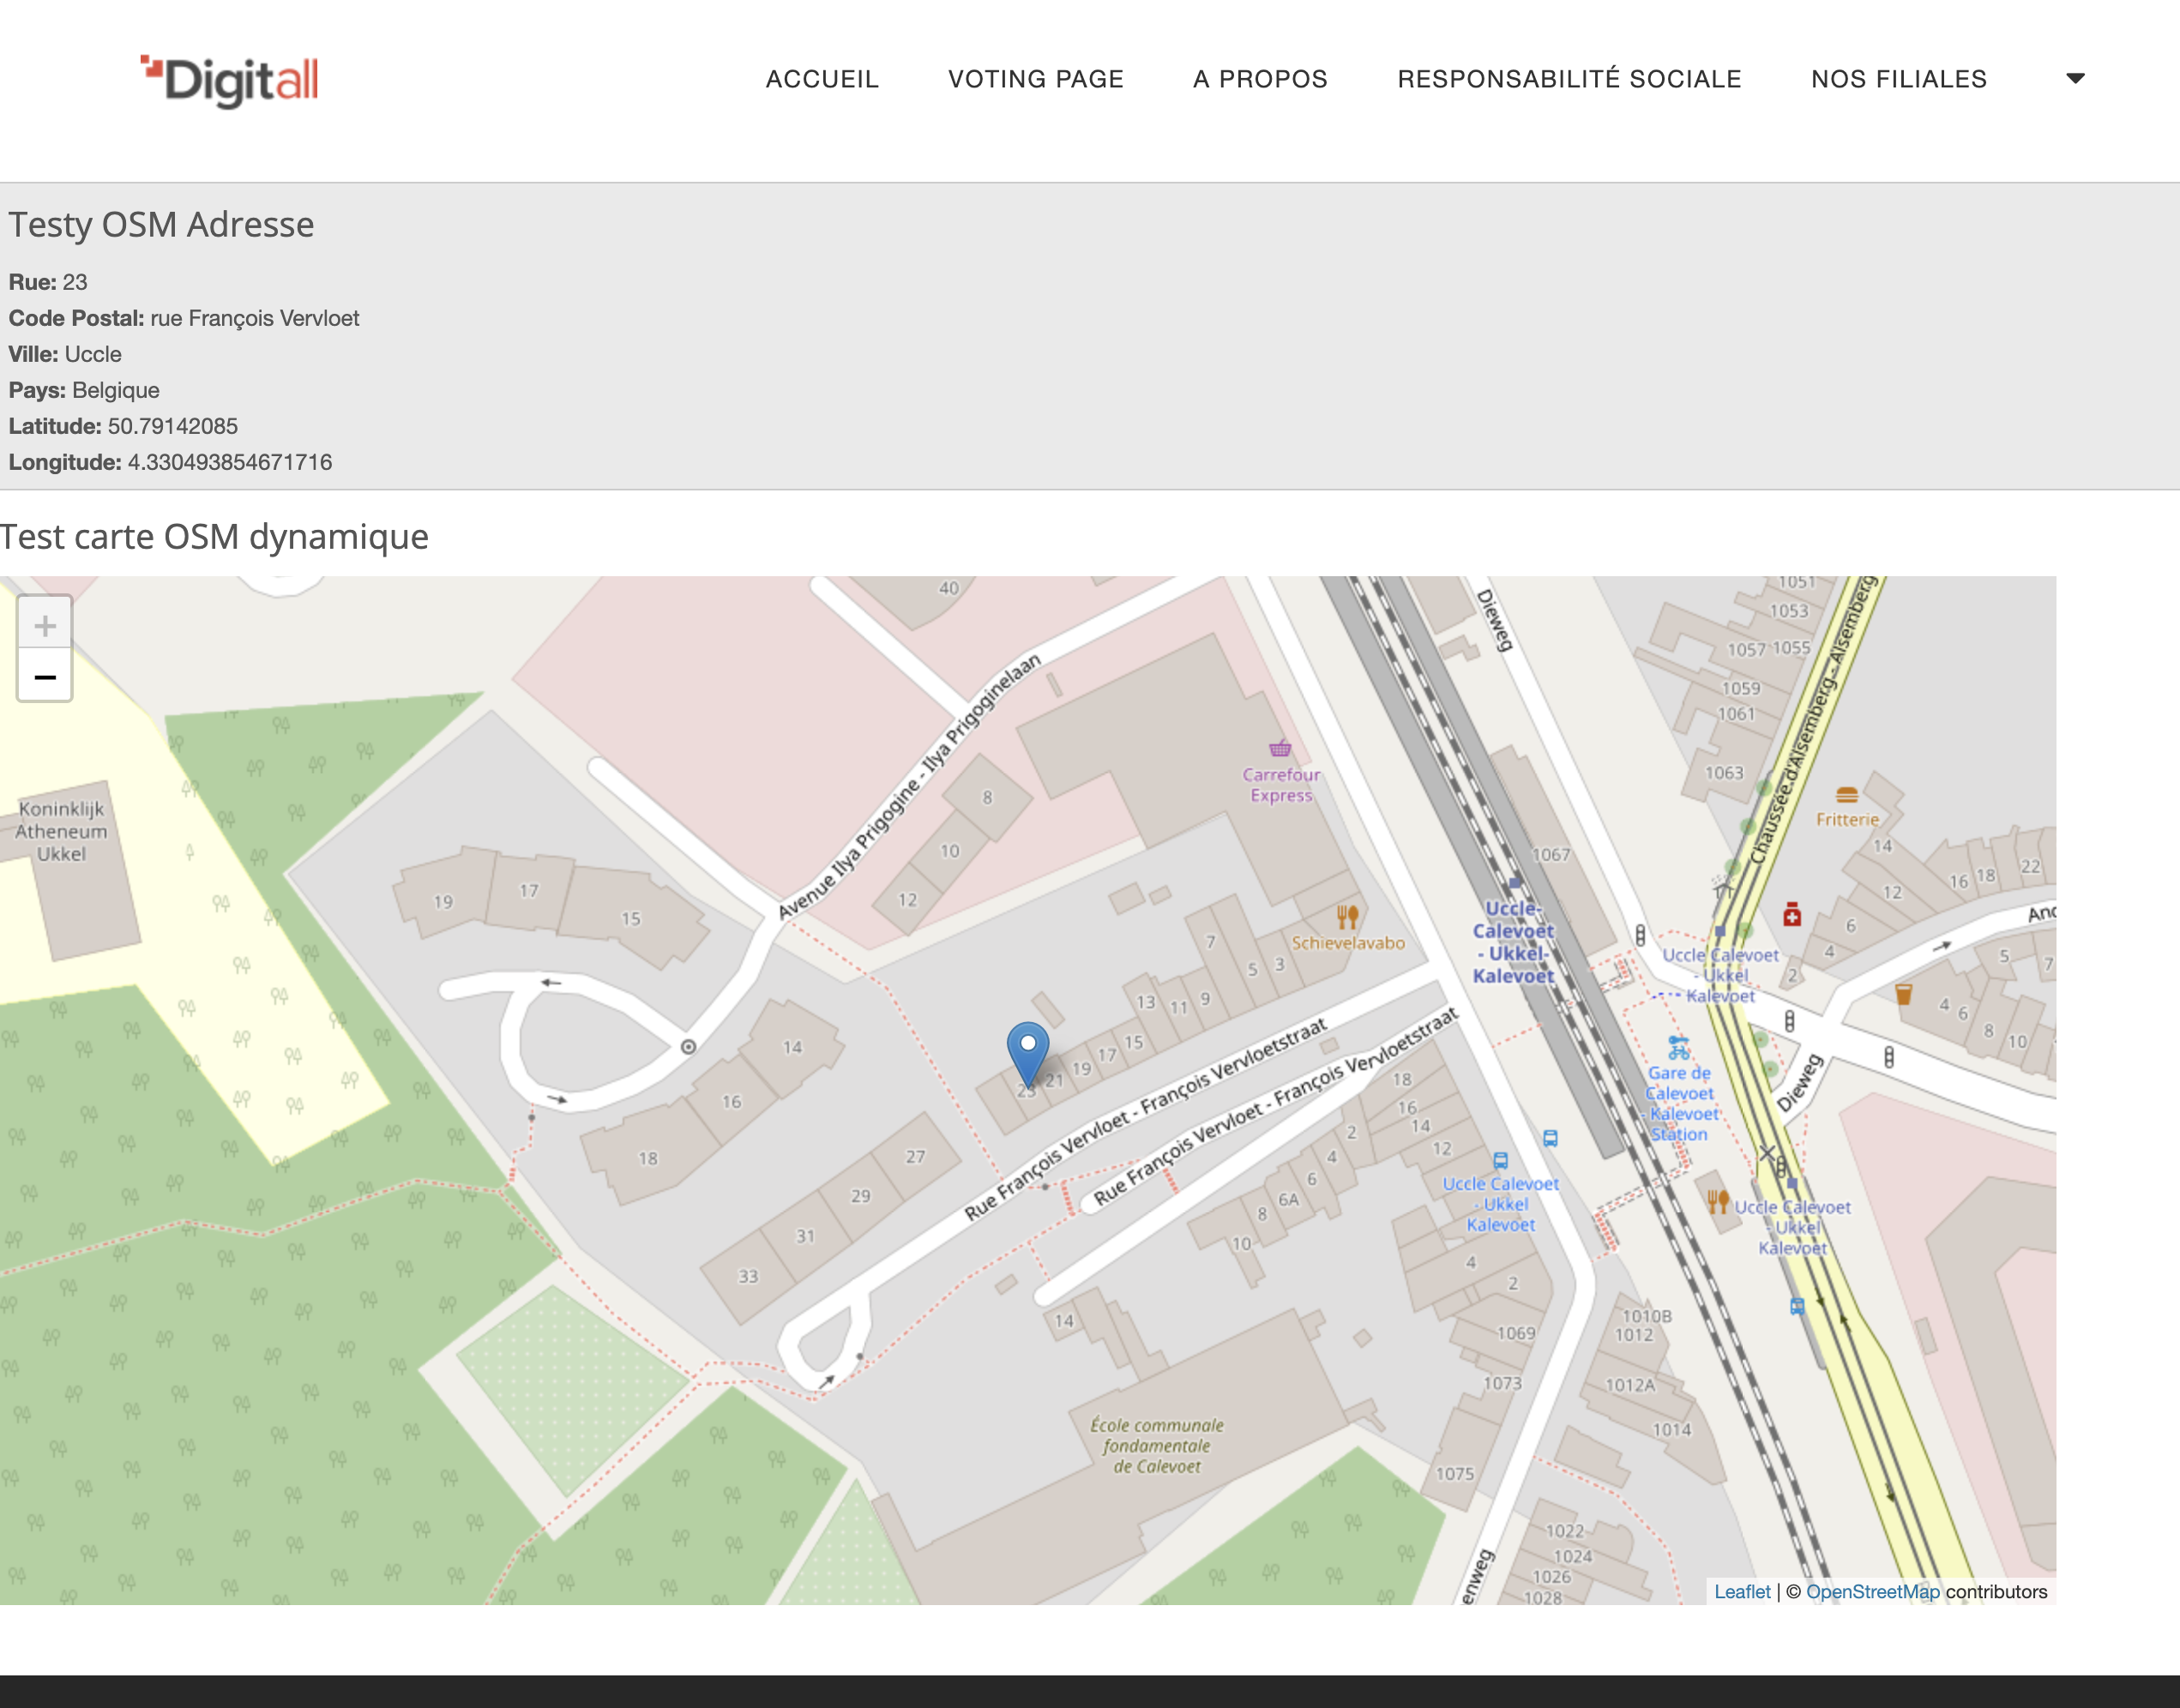 Digitall
ACCUEIL VOTING PAGE A PROPOS RESPONSABILITÉ SOCIALE NOS FILIALES
Testy OSM Adresse
Rue: 23
Code Postal: rue François Vervloet
Ville: Uccle
Pays: Belgique
Latitude: 50.79142085
Longitude: 4.330493854671716
Test carte OSM dynamique
+
−
40
Dieweg
1051
1053
1057 1055
1059
1061
1063
Chaussée d'Alsemberg - Alsemberg
Avenue Ilya Prigogine - Ilya Prigoginelaan
Carrefour
Express
8
10
12
Koninklijk
Atheneum
Ukkel
19
17
15
1067
Fritterie
14
12
16
18
22
6
4
2
Schievelavabo
7
5
3
13
11
9
15
17
19
21
Uccle-
Calevoet
- Ukkel-
Kalevoet
Uccle Calevoet
- Ukkel
Kalevoet
5
7
4
6
8
10
Dieweg
Gare de
Calevoet
- Kalevoet
Station
14
16
18
Rue François Vervloet - François Vervloetstraat
Rue François Vervloet - François Vervloetstraat
18
16
14
12
2
4
6
6A
8
10
27
29
31
33
Uccle Calevoet
- Ukkel
Kalevoet
Uccle Calevoet
- Ukkel
Kalevoet
4
2
14
1069
1073
1075
1010B
1012
1012A
1014
École communale
fondamentale
de Calevoet
1022
1024
1026
1028
Leaflet | © OpenStreetMap contributors